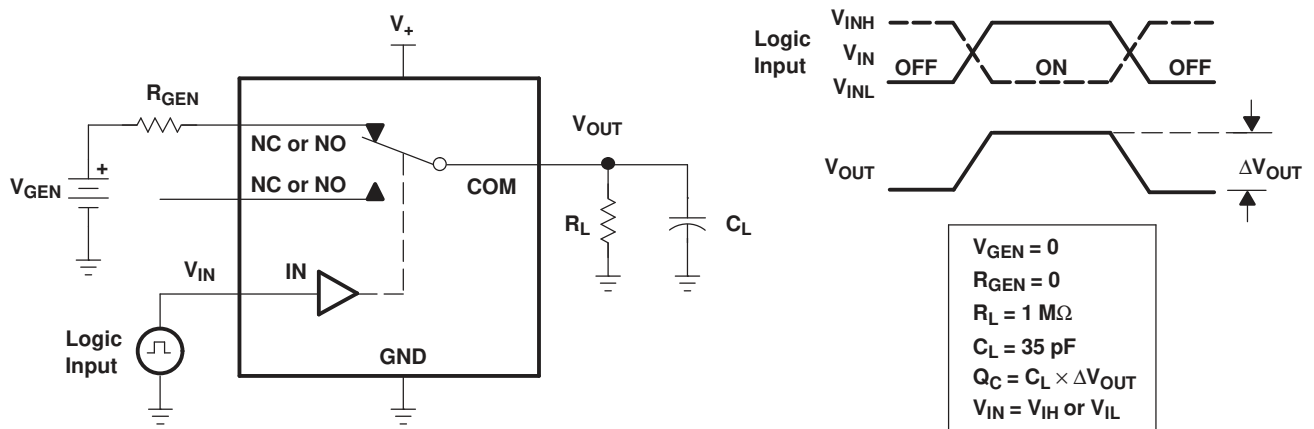 V+
RGEN
NC or NO
VOUT
VGEN
+
NC or NO
COM
RL
CL
VIN
IN
Logic
Input
GND
Logic
Input
VINH
VIN
VINL
OFF
ON
OFF
VOUT
ΔVOUT
VGEN = 0
RGEN = 0
RL = 1 MΩ
CL = 35 pF
QC = CL × ΔVOUT
VIN = VIH or VIL